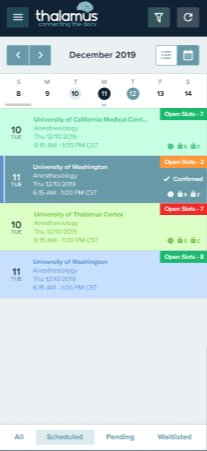 thalamus
connecting the docs
December 2019
S M T W T F S
8 9 10 11 12 13 14
Open Slots - 7
University of California Medical Cent...
10 Anesthesiology
TUE Thu 12/10/2019
6:15 AM - 1:00 PM CST
Open Slots - 3
University of Washington
11 Anesthesiology
TUE Thu 12/10/2019
Confirmed
6:15 AM - 1:00 PM CST
Open Slots - 7
University of Thalamus Cortex
10 Anesthesiology
TUE Thu 12/10/2019
6:15 AM - 1:00 PM CST
Open Slots - 8
University of Washington
11 Anesthesiology
TUE Thu 12/10/2019
6:15 AM - 1:00 PM CST
All Scheduled Pending Waitlisted